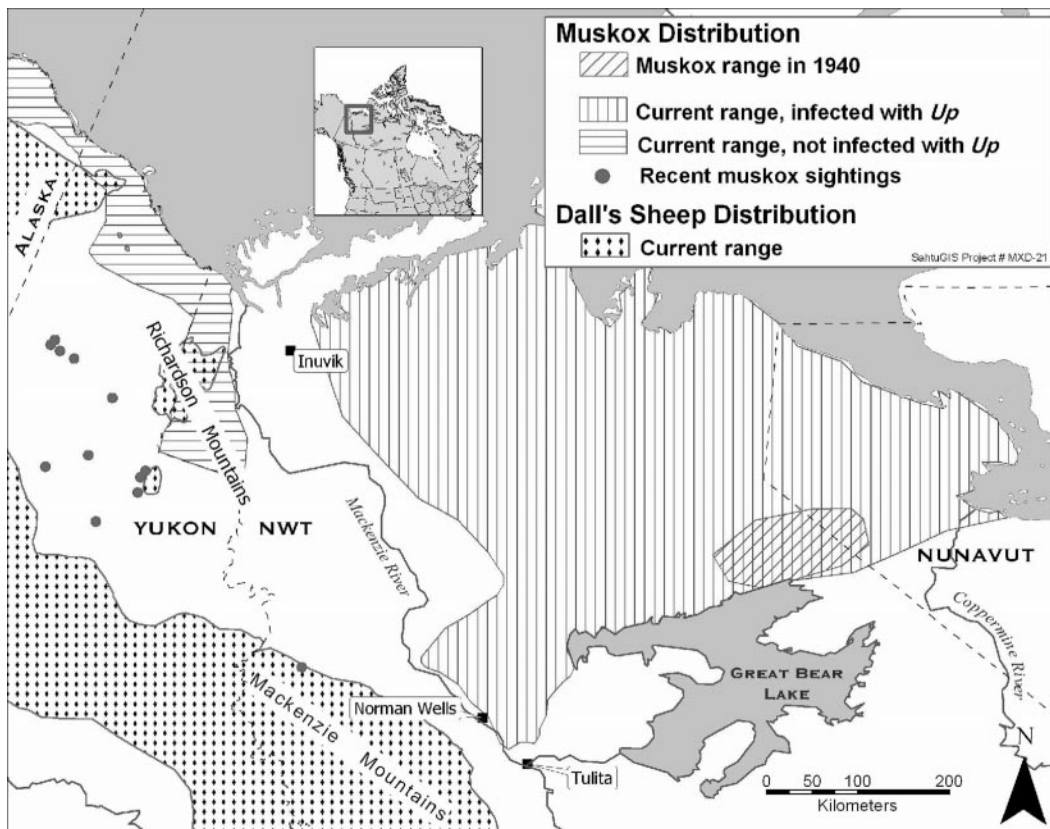 Muskox Distribution
Muskox range in 1940
Current range, infected with Up
Current range, not infected with Up
Recent muskox sightings
Dall's Sheep Distribution
Current range
SahtuGIS Project # MXD-21
ALASKA
Richardson
Mountains
Inuvik
YUKON
NWT
Mackenzie River
NUNAVUT
Coppermine River
GREAT BEAR
LAKE
Mackenzie Mountains
Norman Wells
Tulita
N
0 50 100 200
Kilometers